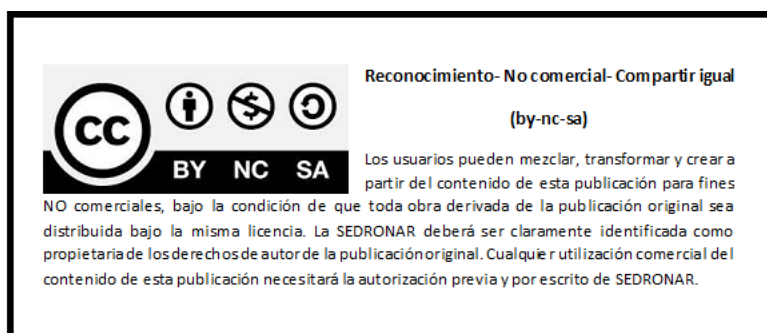 Reconocimiento- No comercial- Compartir igual
(by-nc-sa)
cc
BY NC SA
Los usuarios pueden mezclar, transformar y crear a
partir del contenido de esta publicación para fines
NO comerciales, bajo la condición de que toda obra derivada de la publicación original sea
distribuida bajo la misma licencia. La SEDRONAR deberá ser claramente identificada como
propietaria de los derechos de autor de la publicación original. Cualquier utilización comercial del
contenido de esta publicación necesitará la autorización previa y por escrito de SEDRONAR.